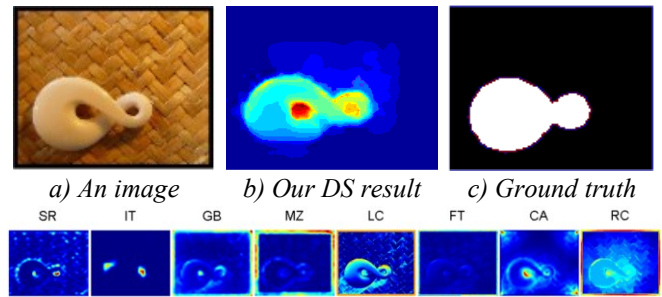 a) An image b) Our DS result c) Ground truth
SR IT GB MZ LC FT CA RC